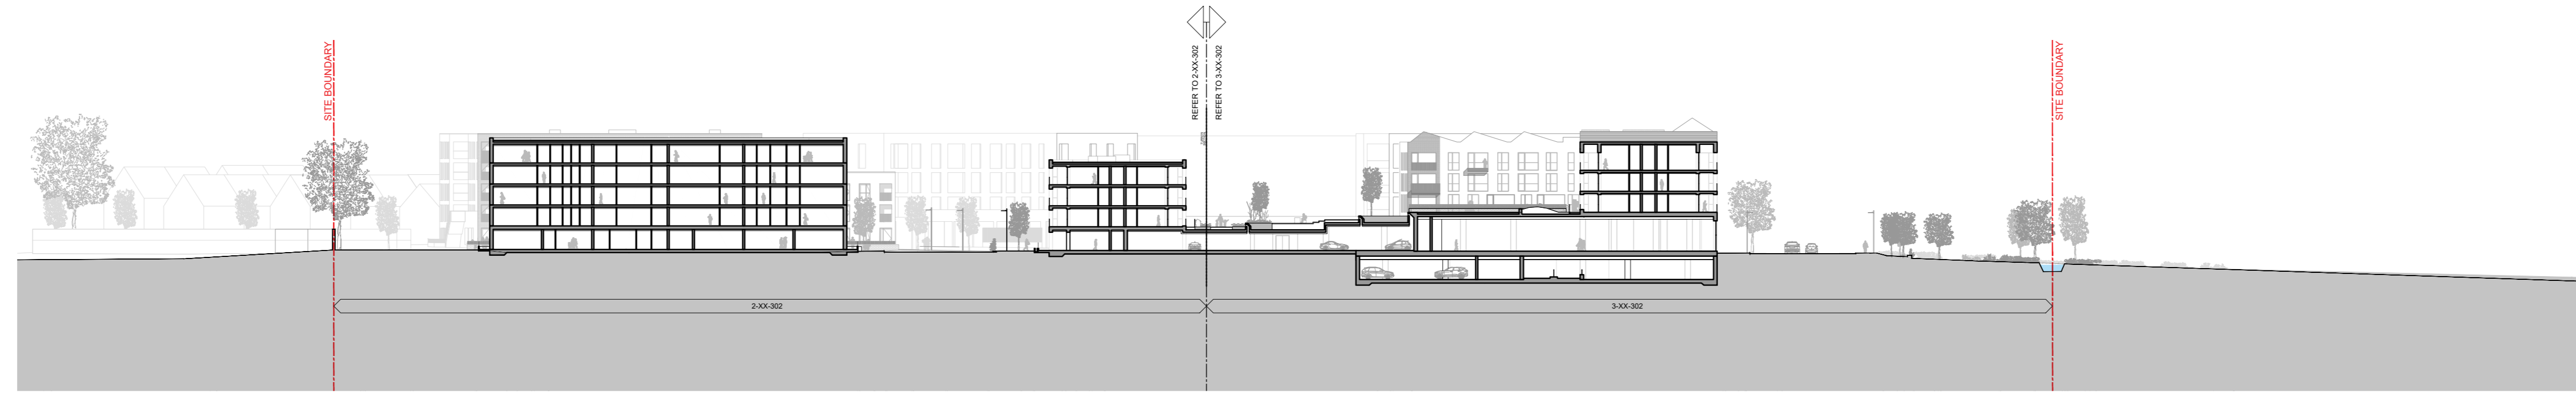 SITE BOUNDARY
REFER TO 2-XX-302
REFER TO 3-XX-302
SITE BOUNDARY
2-XX-302
3-XX-302